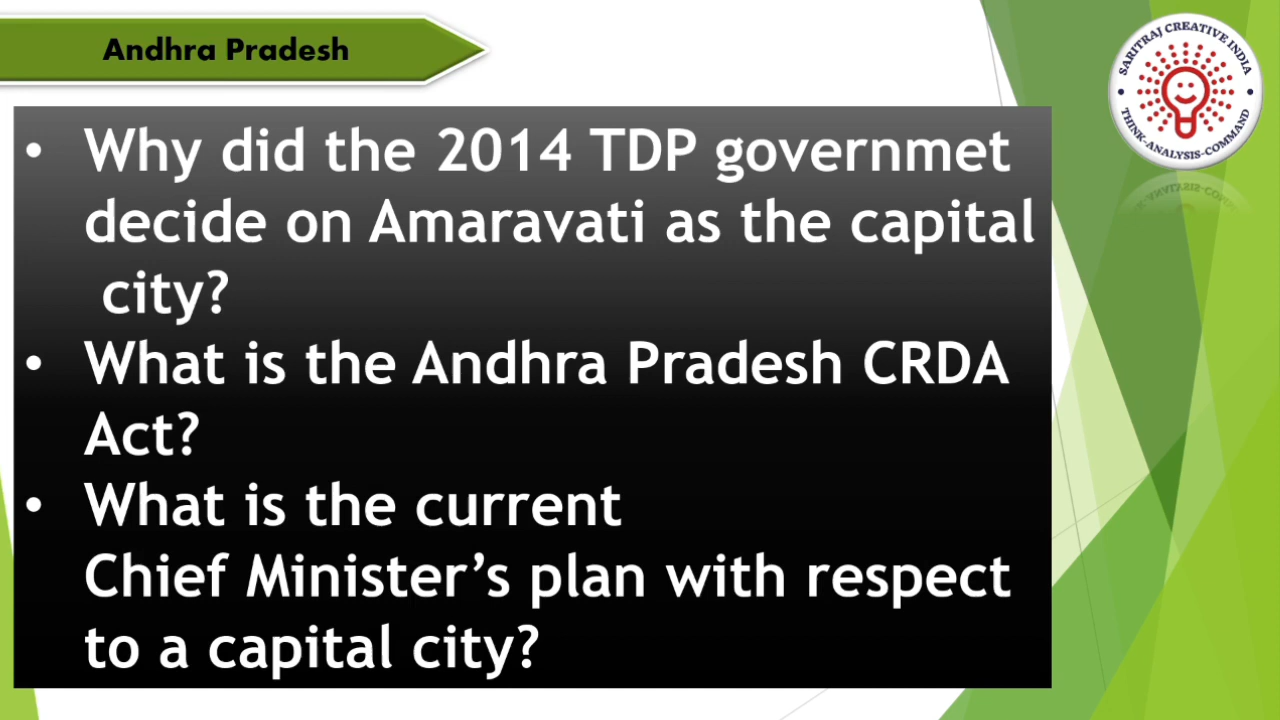 Andhra Pradesh
SARITRAJ CREATIVE INDIA
THINK-ANALYSIS-COMMAND
• Why did the 2014 TDP governmet
decide on Amaravati as the capital
city?
• What is the Andhra Pradesh CRDA
Act?
• What is the current
Chief Minister’s plan with respect
to a capital city?